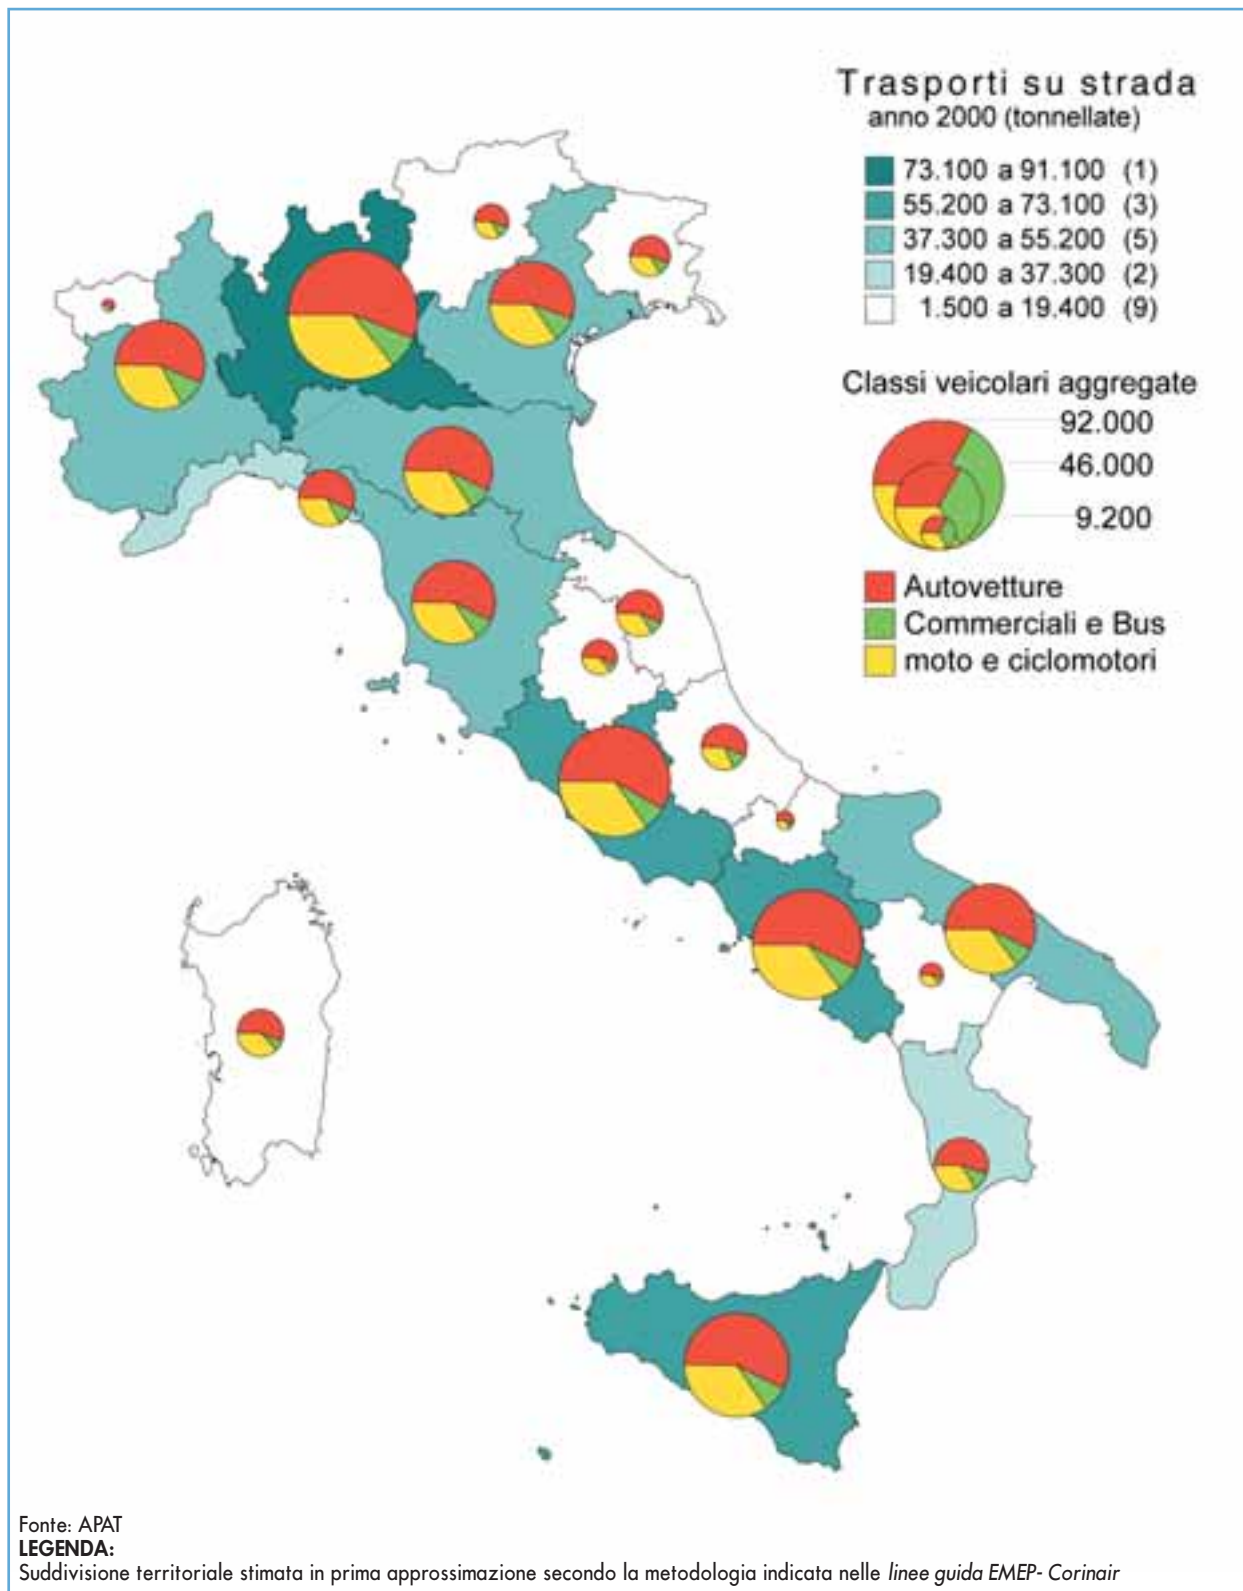 Trasporti su strada
anno 2000 (tonnellate)
73.100 a 91.100 (1)
55.200 a 73.100 (3)
37.300 a 55.200 (5)
19.400 a 37.300 (2)
1.500 a 19.400 (9)
Classi veicolari aggregate
92.000
46.000
9.200
Autovetture
Commerciali e Bus
moto e ciclomotori
Fonte: APAT
LEGENDA:
Suddivisione territoriale stimata in prima approssimazione secondo la metodologia indicata nelle linee guida EMEP- Corinair